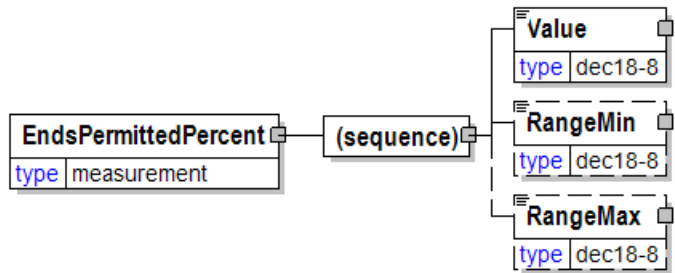 EndsPermittedPercent
type measurement
(sequence)
Value
type dec18-8
RangeMin
type dec18-8
RangeMax
type dec18-8